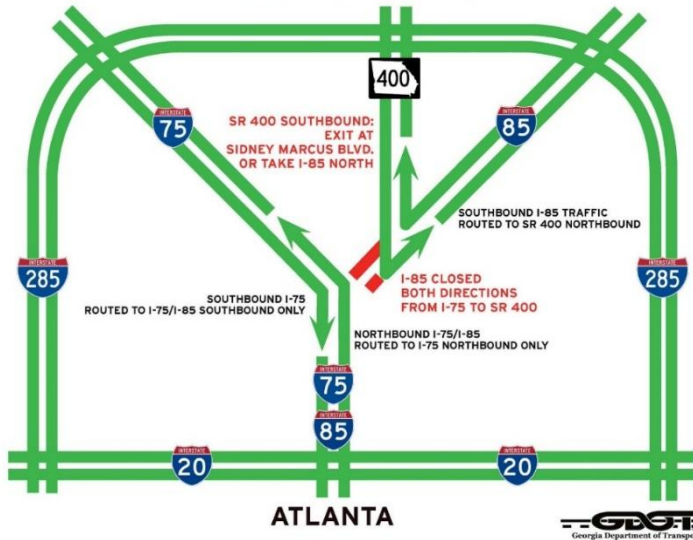 400
INTERSTATE
75
INTERSTATE
85
SR 400 SOUTHBOUND:
EXIT AT
SIDNEY MARCUS BLVD.
OR TAKE I-85 NORTH
SOUTHBOUND I-85 TRAFFIC
ROUTED TO SR 400 NORTHBOUND
INTERSTATE
285
INTERSTATE
285
I-85 CLOSED
BOTH DIRECTIONS
FROM I-75 TO SR 400
SOUTHBOUND I-75
ROUTED TO I-75/I-85 SOUTHBOUND ONLY
NORTHBOUND I-75/I-85
ROUTED TO I-75 NORTHBOUND ONLY
INTERSTATE
75
INTERSTATE
85
INTERSTATE
20
INTERSTATE
20
ATLANTA
GDOT
Georgia Department of Transpo